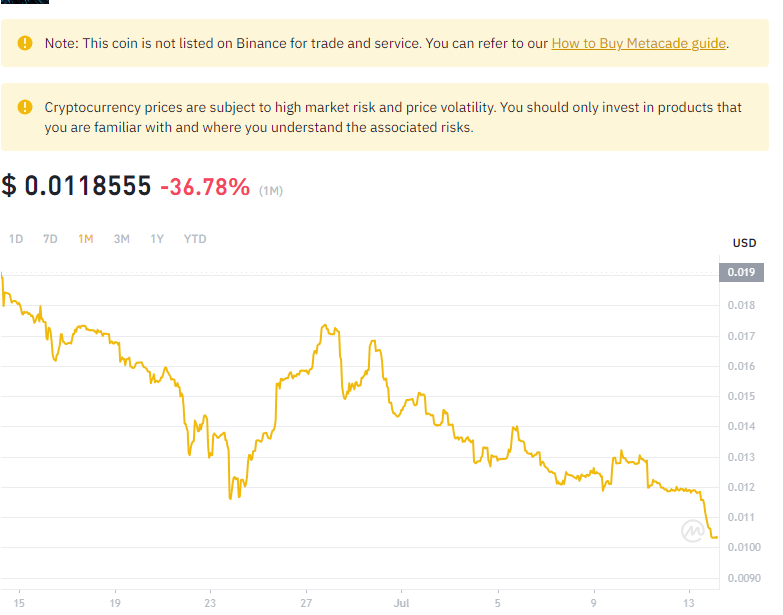 Note: This coin is not listed on Binance for trade and service. You can refer to our How to Buy Metacade guide.
Cryptocurrency prices are subject to high market risk and price volatility. You should only invest in products that
you are familiar with and where you understand the associated risks.
$ 0.0118555 -36.78% (1M)
1D 7D 1M 3M 1Y YTD
USD
0.019
0.018
0.017
0.016
0.015
0.014
0.013
0.012
0.011
0.0100
0.0090
15 19 23 27 Jul 5 9 13